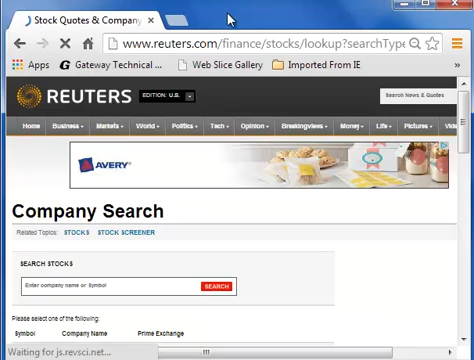 Stock Quotes & Company
www.reuters.com/finance/stocks/lookup?searchType
Apps Gateway Technical ... Web Slice Gallery Imported From IE
REUTERS EDITION: U.S. Search News & Quotes
Home Business Markets World Politics Tech Opinion Breakingviews Money Life Pictures Vide
AVERY
Company Search
Related Topics: STOCKS STOCK SCREENER
SEARCH STOCKS
Enter company name or Symbol SEARCH
Please select one of the following:
Symbol Company Name Prime Exchange
Waiting for js.revsci.net...